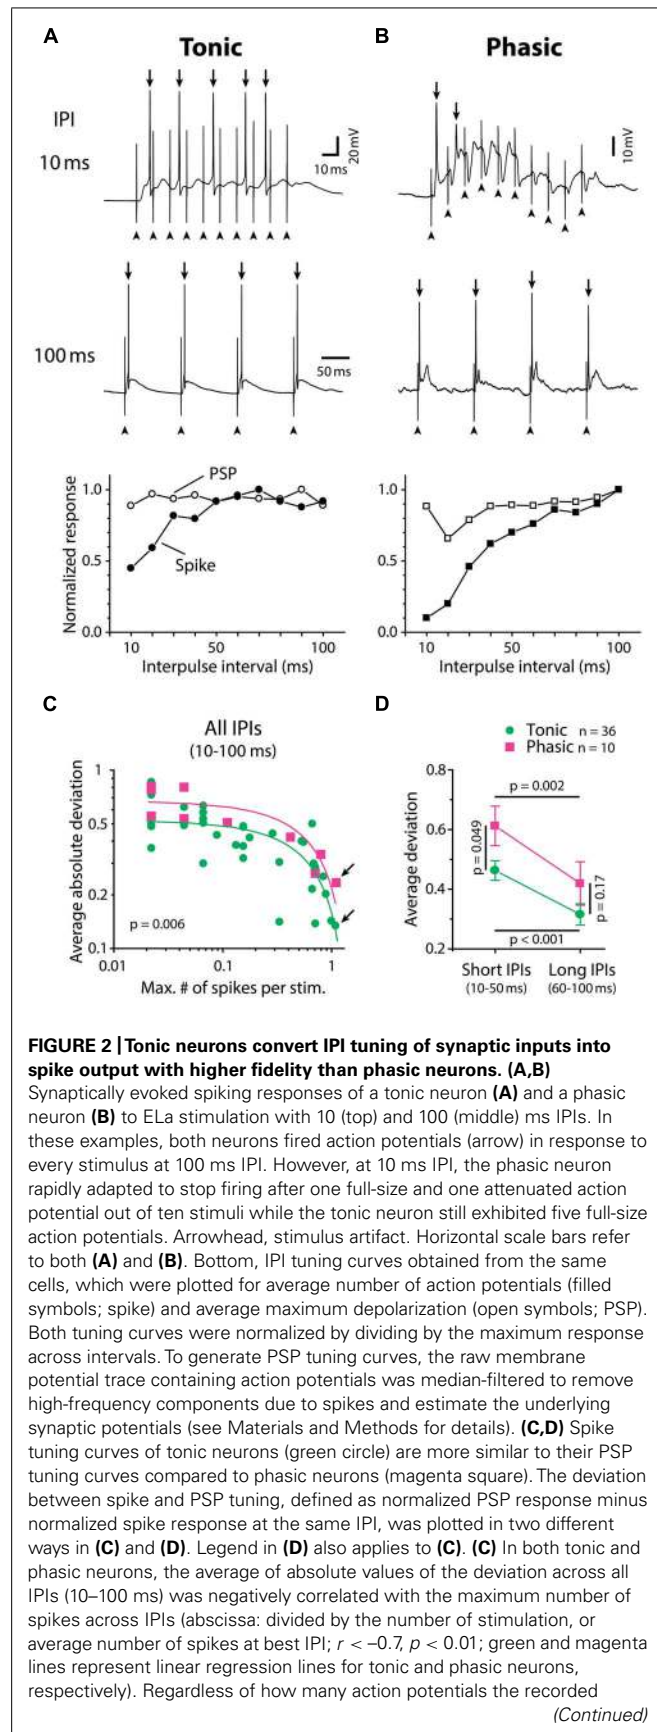 A
Tonic
B
Phasic
IPI
10 ms
10 ms
20 mV
10 mV
100 ms
50 ms
Normalized response
1.0
0.5
0.0
PSP
Spike
10
50
100
Interpulse interval (ms)
1.0
0.5
0.0
10
50
100
Interpulse interval (ms)
C
All IPIs
(10-100 ms)
Average absolute deviation
1
0.5
0.2
0.1
p = 0.006
0.01
0.1
1
Max. # of spikes per stim.
D
Tonic n = 36
Phasic n = 10
Average deviation
0.8
0.6
0.4
0.2
p = 0.002
p = 0.049
p = 0.17
p < 0.001
Short IPIs
(10-50 ms)
Long IPIs
(60-100 ms)
FIGURE 2 | Tonic neurons convert IPI tuning of synaptic inputs into
spike output with higher fidelity than phasic neurons. (A,B)
Synaptically evoked spiking responses of a tonic neuron (A) and a phasic
neuron (B) to ELa stimulation with 10 (top) and 100 (middle) ms IPIs. In
these examples, both neurons fired action potentials (arrow) in response to
every stimulus at 100 ms IPI. However, at 10 ms IPI, the phasic neuron
rapidly adapted to stop firing after one full-size and one attenuated action
potential out of ten stimuli while the tonic neuron still exhibited five full-size
action potentials. Arrowhead, stimulus artifact. Horizontal scale bars refer
to both (A) and (B). Bottom, IPI tuning curves obtained from the same
cells, which were plotted for average number of action potentials (filled
symbols; spike) and average maximum depolarization (open symbols; PSP).
Both tuning curves were normalized by dividing by the maximum response
across intervals. To generate PSP tuning curves, the raw membrane
potential trace containing action potentials was median-filtered to remove
high-frequency components due to spikes and estimate the underlying
synaptic potentials (see Materials and Methods for details). (C,D) Spike
tuning curves of tonic neurons (green circle) are more similar to their PSP
tuning curves compared to phasic neurons (magenta square). The deviation
between spike and PSP tuning, defined as normalized PSP response minus
normalized spike response at the same IPI, was plotted in two different
ways in (C) and (D). Legend in (D) also applies to (C). (C) In both tonic and
phasic neurons, the average of absolute values of the deviation across all
IPIs (10–100 ms) was negatively correlated with the maximum number of
spikes across IPIs (abscissa: divided by the number of stimulation, or
average number of spikes at best IPI; r < –0.7, p < 0.01; green and magenta
lines represent linear regression lines for tonic and phasic neurons,
respectively). Regardless of how many action potentials the recorded
(Continued)